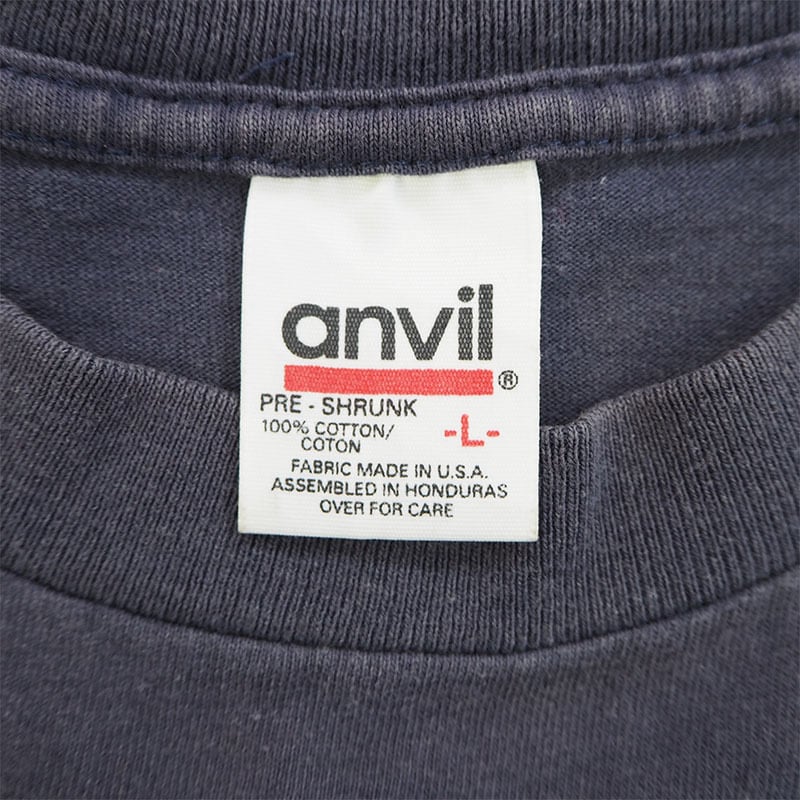 anvil ®
PRE - SHRUNK
100% COTTON/
COTON
-L-
FABRIC MADE IN U.S.A.
ASSEMBLED IN HONDURAS
OVER FOR CARE